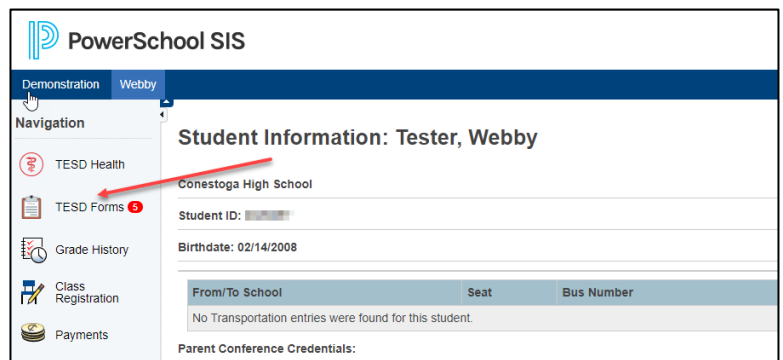 PowerSchool SIS
Demonstration Webby
Navigation
TESD Health
TESD Forms 5
Grade History
Class
Registration
Payments
Student Information: Tester, Webby
Conestoga High School
Student ID:
Birthdate: 02/14/2008
From/To School Seat Bus Number
No Transportation entries were found for this student.
Parent Conference Credentials: